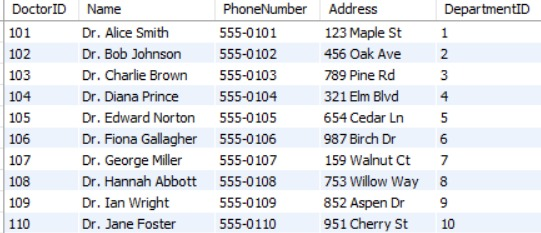 DoctorID Name PhoneNumber Address DepartmentID
101 Dr. Alice Smith 555-0101 123 Maple St 1
102 Dr. Bob Johnson 555-0102 456 Oak Ave 2
103 Dr. Charlie Brown 555-0103 789 Pine Rd 3
104 Dr. Diana Prince 555-0104 321 Elm Blvd 4
105 Dr. Edward Norton 555-0105 654 Cedar Ln 5
106 Dr. Fiona Gallagher 555-0106 987 Birch Dr 6
107 Dr. George Miller 555-0107 159 Walnut Ct 7
108 Dr. Hannah Abbott 555-0108 753 Willow Way 8
109 Dr. Ian Wright 555-0109 852 Aspen Dr 9
110 Dr. Jane Foster 555-0110 951 Cherry St 10